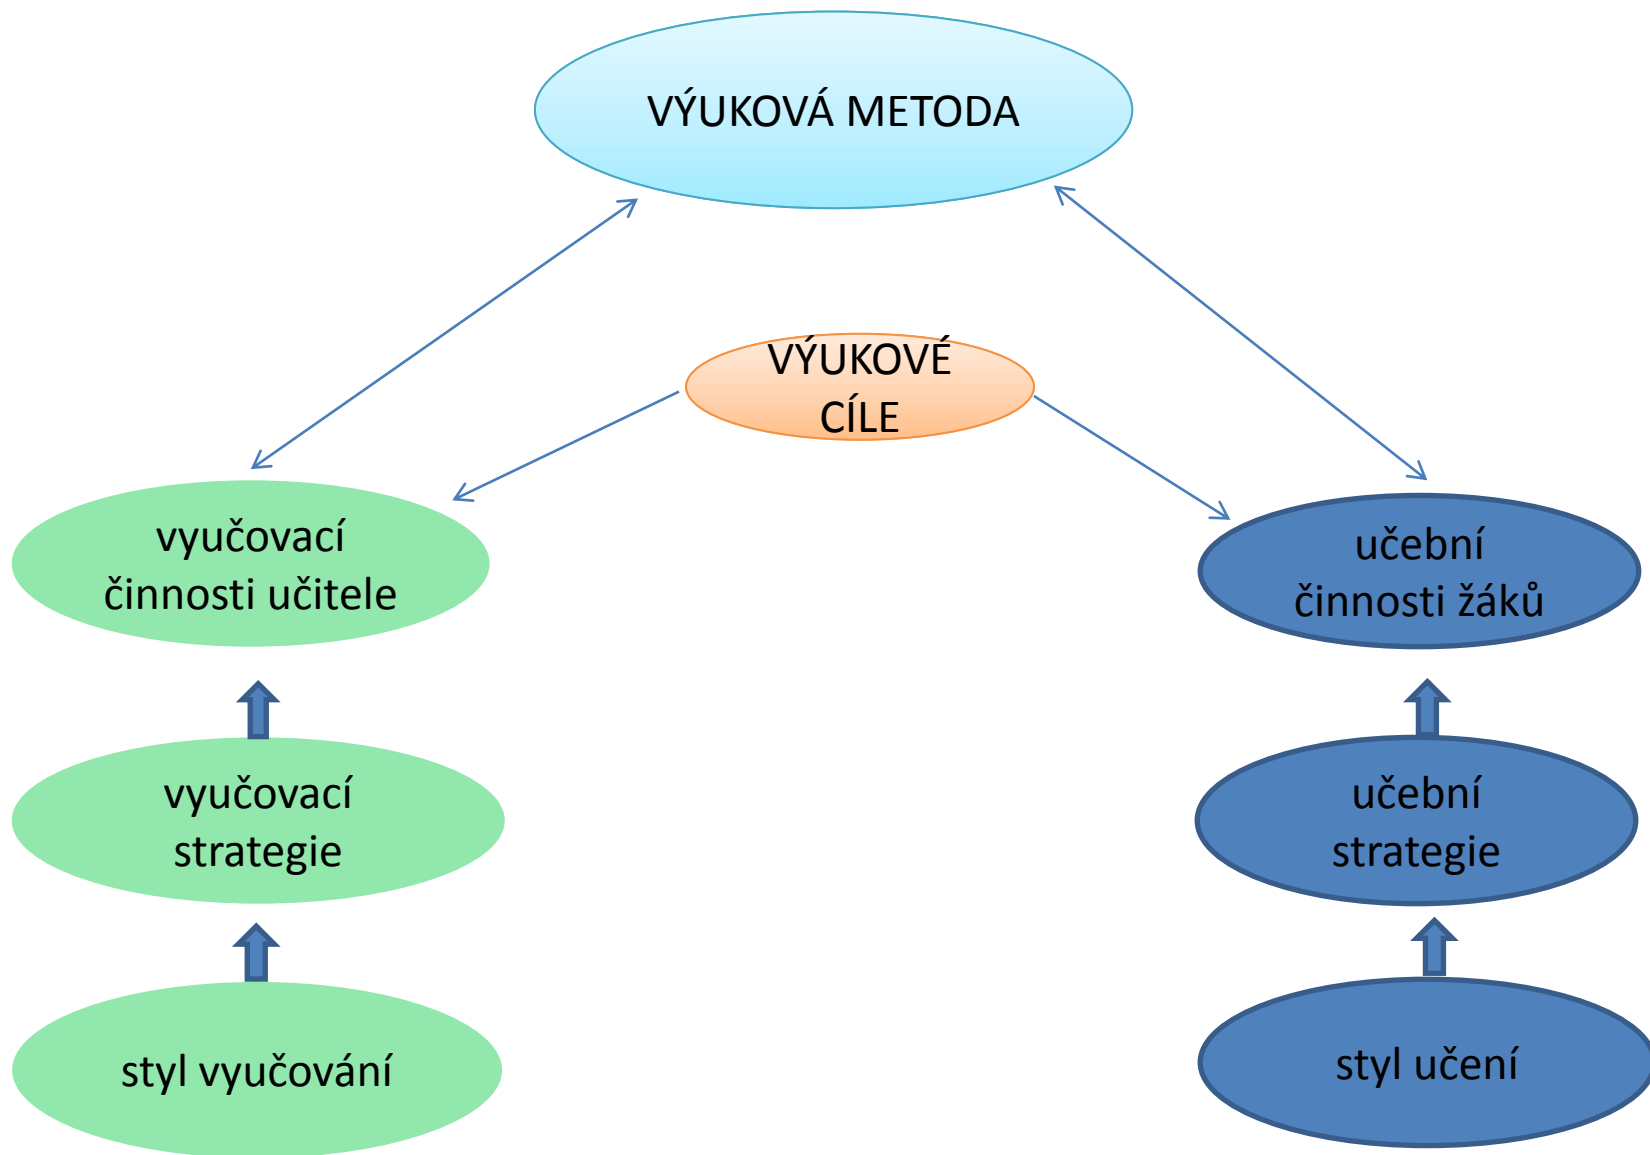 VÝUKOVÁ METODA
VÝUKOVÉ
CÍLE
vyučovací
činnosti učitele
učební
činnosti žáků
vyučovací
strategie
učební
strategie
styl vyučování
styl učení